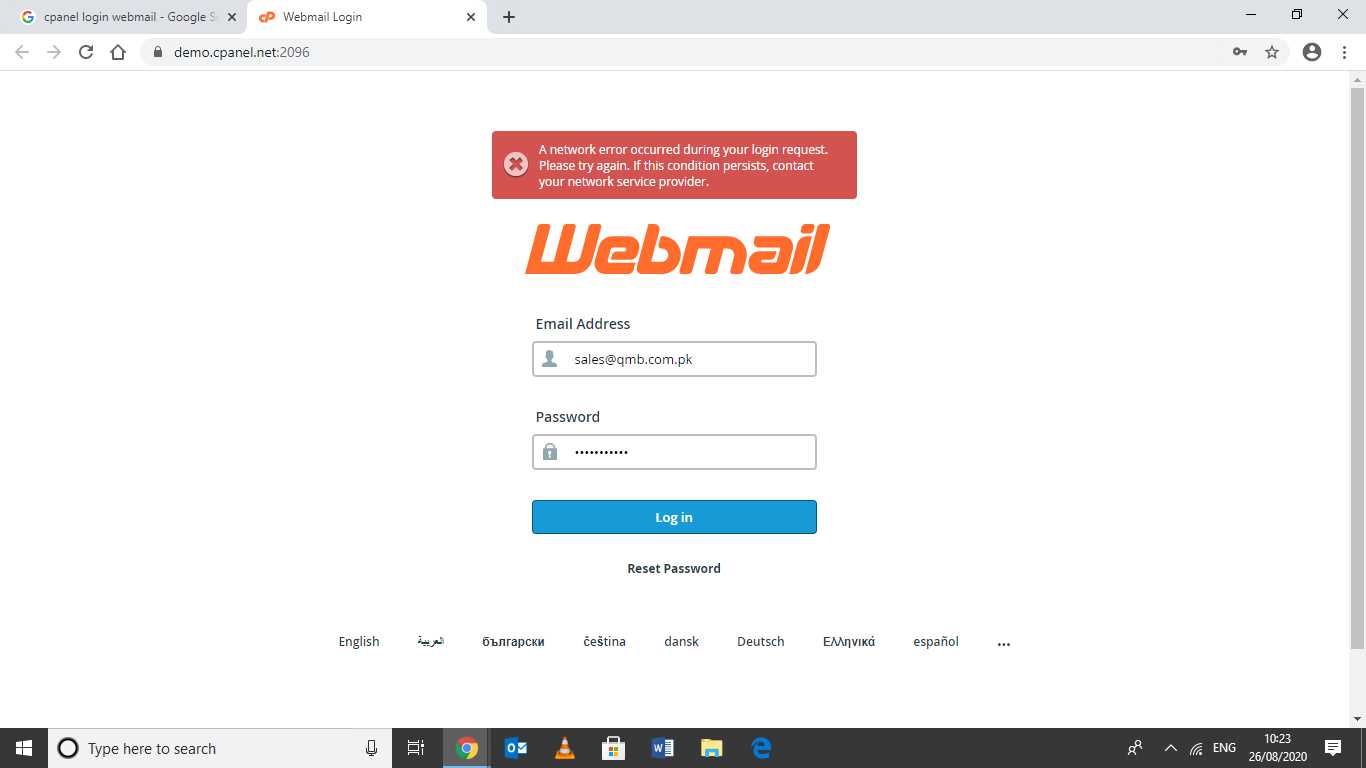 cpanel login webmail - Google S
Webmail Login
demo.cpanel.net:2096
A network error occurred during your login request.
Please try again. If this condition persists, contact
your network service provider.
Webmail
Email Address
sales@qmb.com.pk
Password
•••••••••••
Log in
Reset Password
English العربية български čeština dansk Deutsch Ελληνικά español ...
Type here to search
ENG
10:23
26/08/2020